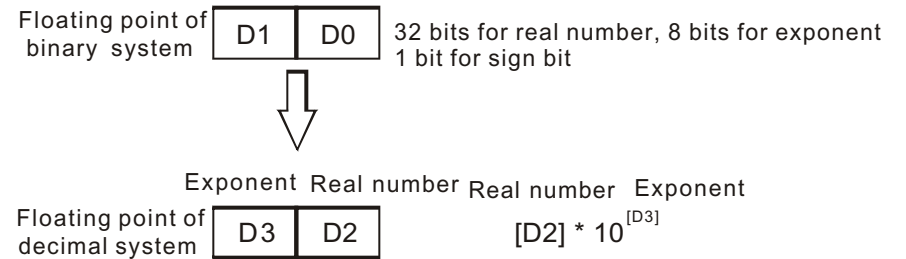 Floating point of
binary system
D1 D0
32 bits for real number, 8 bits for exponent
1 bit for sign bit
Exponent Real number Real number Exponent
Floating point of
decimal system
D3 D2
[D2] * 10^[D3]